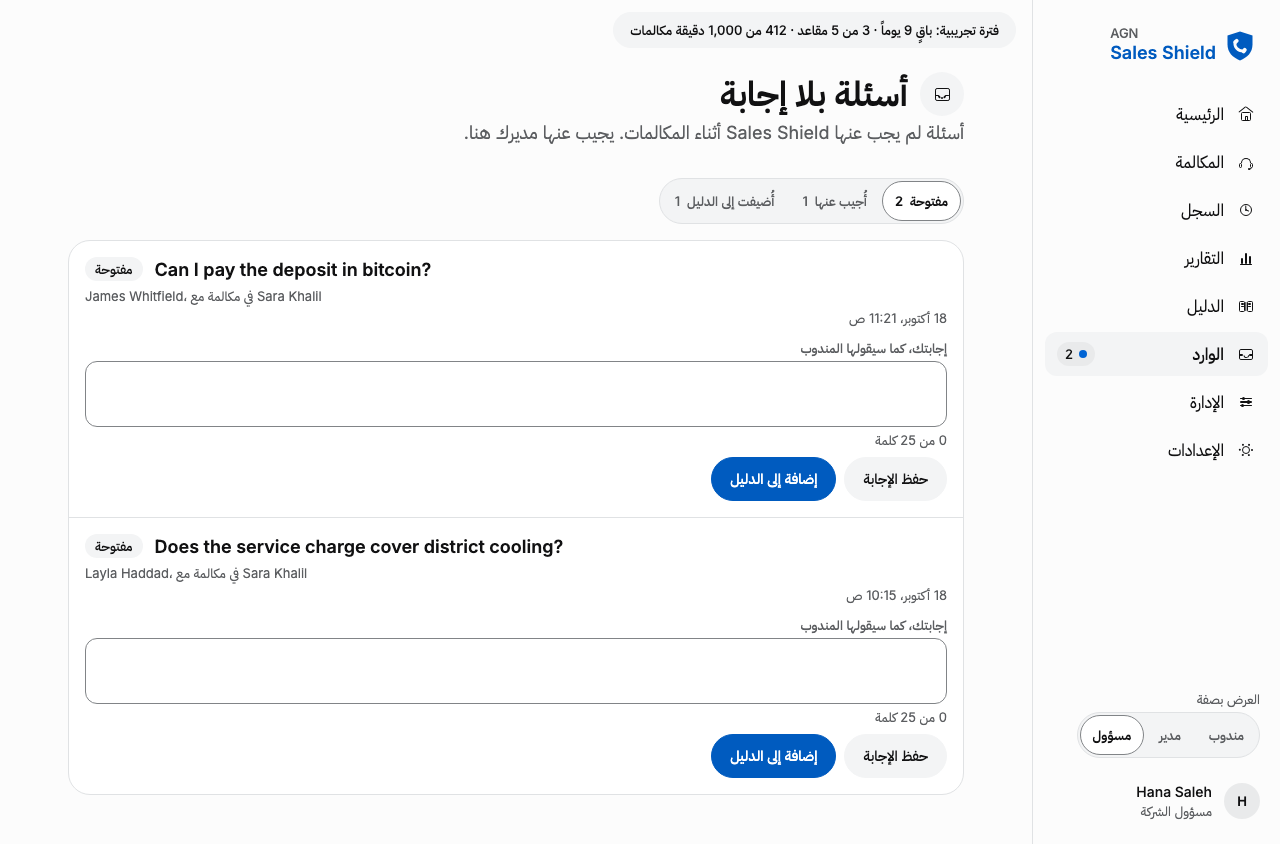 AGN
Sales Shield
الرئيسية
المكالمة
السجل
التقارير
الدليل
الوارد
2
الإدارة
الإعدادات
العرض بصفة
مندوب
مدير
مسؤول
H
Hana Saleh
مسؤول الشركة
فترة تجريبية: باقٍ 9 يوماً · 3 من 5 مقاعد · 412 من 1,000 دقيقة مكالمات
أسئلة بلا إجابة
أسئلة لم يجب عنها Sales Shield أثناء المكالمات. يجيب عنها مديرك هنا.
مفتوحة 2
أُجيب عنها 1
أُضيفت إلى الدليل 1
Can I pay the deposit in bitcoin?
مفتوحة
Sara Khalil في مكالمة مع James Whitfield،
18 أكتوبر، 11:21 ص
إجابتك، كما سيقولها المندوب
0 من 25 كلمة
حفظ الإجابة
إضافة إلى الدليل
Does the service charge cover district cooling?
مفتوحة
Sara Khalil في مكالمة مع Layla Haddad،
18 أكتوبر، 10:15 ص
إجابتك، كما سيقولها المندوب
0 من 25 كلمة
حفظ الإجابة
إضافة إلى الدليل